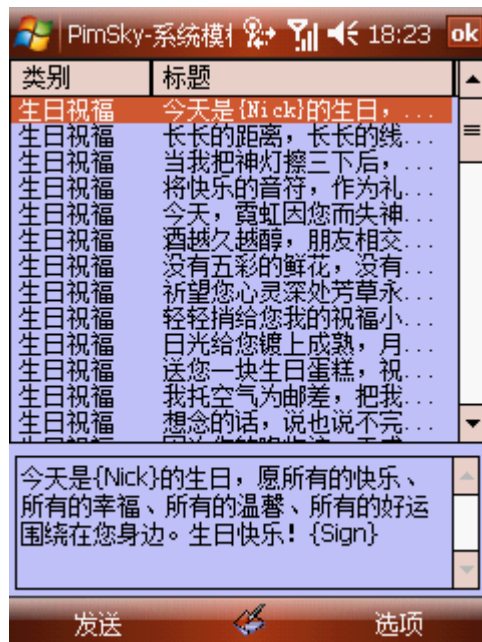 PimSky-系统模 18:23 ok
类别 标题
生日祝福 今天是{Nick}的生日，...
生日祝福 长长的距离，长长的线...
生日祝福 当我把神灯擦三下后，...
生日祝福 将快乐的音符，作为礼...
生日祝福 今天，霓虹因您而失神...
生日祝福 酒越久越醇，朋友相交...
生日祝福 没有五彩的鲜花，没有...
生日祝福 祈望您心灵深处芳草永...
生日祝福 轻轻捎给您我的祝福小...
生日祝福 日光给您镀上成熟，月...
生日祝福 送您一块生日蛋糕，祝...
生日祝福 我托空气为邮差，把我...
生日祝福 想念的话，说也说不完...
今天是{Nick}的生日，愿所有的快乐、
所有的幸福、所有的温馨、所有的好运
围绕在您身边。生日快乐！{Sign}
发送 选项